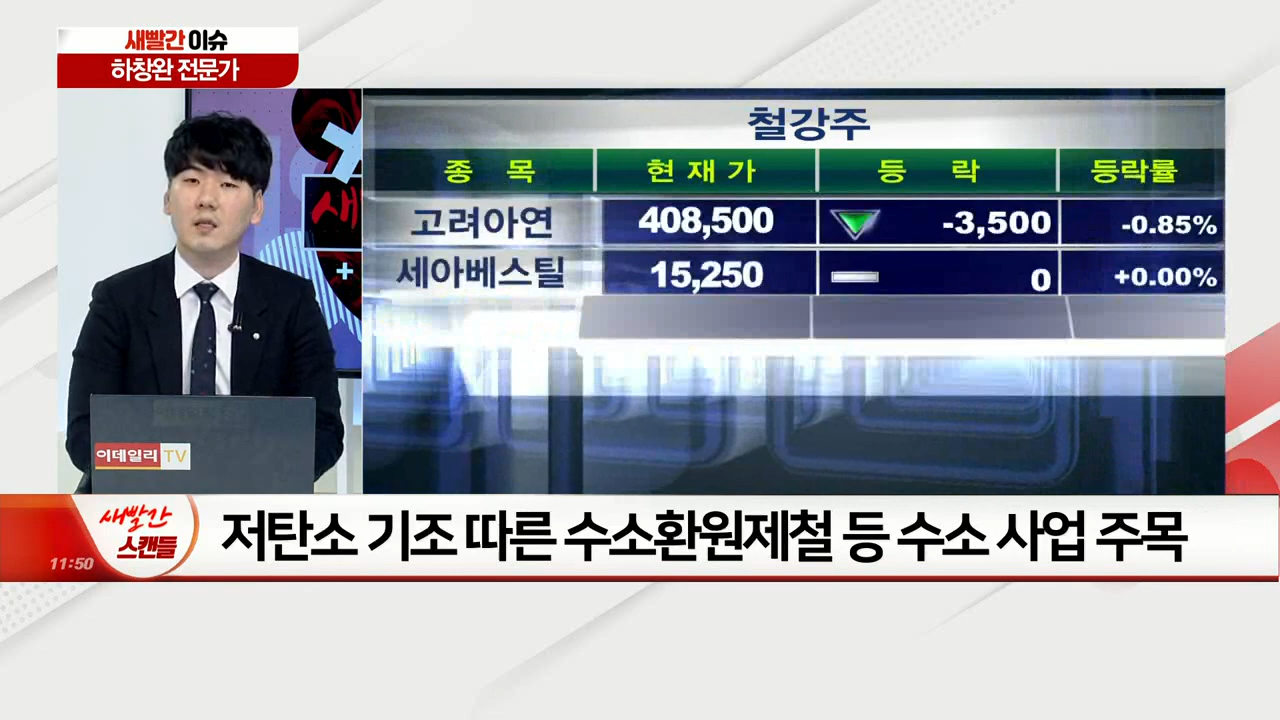 새빨간 이슈
하창완 전문가
새
철강주
종 목 현 재 가 등 락 등락률
고려아연 408,500 -3,500 -0.85%
세아베스틸 15,250 0 +0.00%
이데일리 TV
새빨간
스캔들
11:50
저탄소 기조 따른 수소환원제철 등 수소 사업 주목